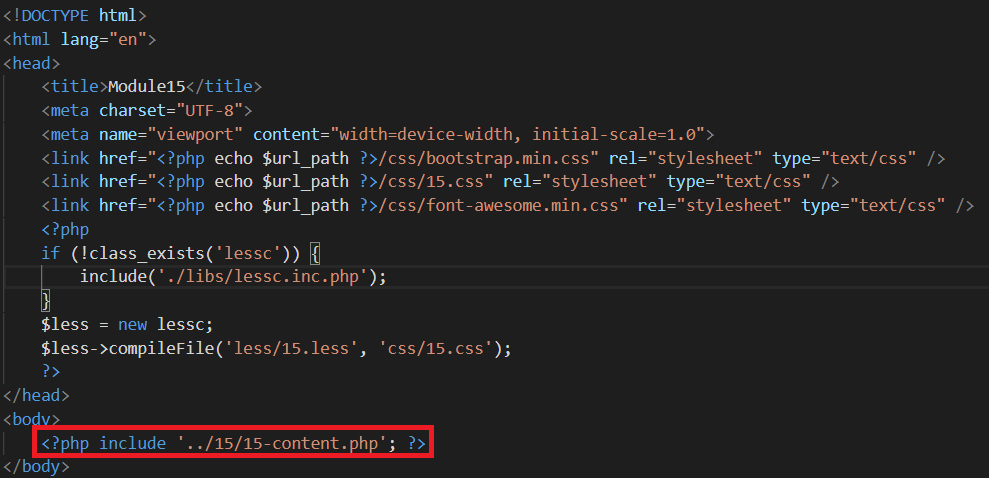 <!DOCTYPE html>
<html lang="en">
<head>
    <title>Module15</title>
    <meta charset="UTF-8">
    <meta name="viewport" content="width=device-width, initial-scale=1.0">
    <link href="<?php echo $url_path ?>/css/bootstrap.min.css" rel="stylesheet" type="text/css" />
    <link href="<?php echo $url_path ?>/css/15.css" rel="stylesheet" type="text/css" />
    <link href="<?php echo $url_path ?>/css/font-awesome.min.css" rel="stylesheet" type="text/css" />
    <?php
    if (!class_exists('lessc')) {
        include('./libs/lessc.inc.php');
    }
    $less = new lessc;
    $less->compileFile('less/15.less', 'css/15.css');
    ?>
</head>
<body>
    <?php include '../15/15-content.php'; ?>
</body>